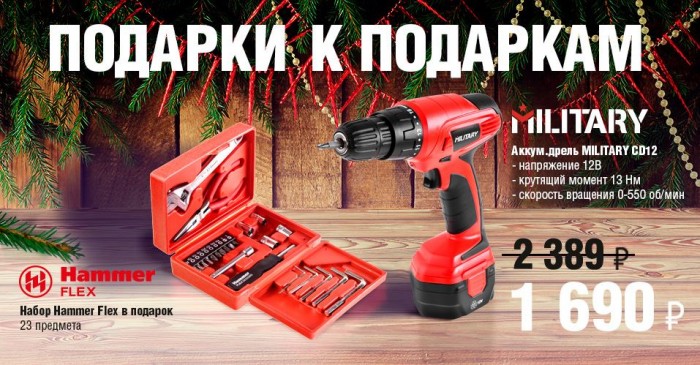 ПОДАРКИ К ПОДАРКАМ
MILITARY
MILITARY
Аккум.дрель MILITARY CD12
- напряжение 12В
- крутящий момент 13 Нм
- скорость вращения 0-550 об/мин
2 389 ₽
1 690 ₽
Hammer
FLEX
Набор Hammer Flex в подарок
23 предмета